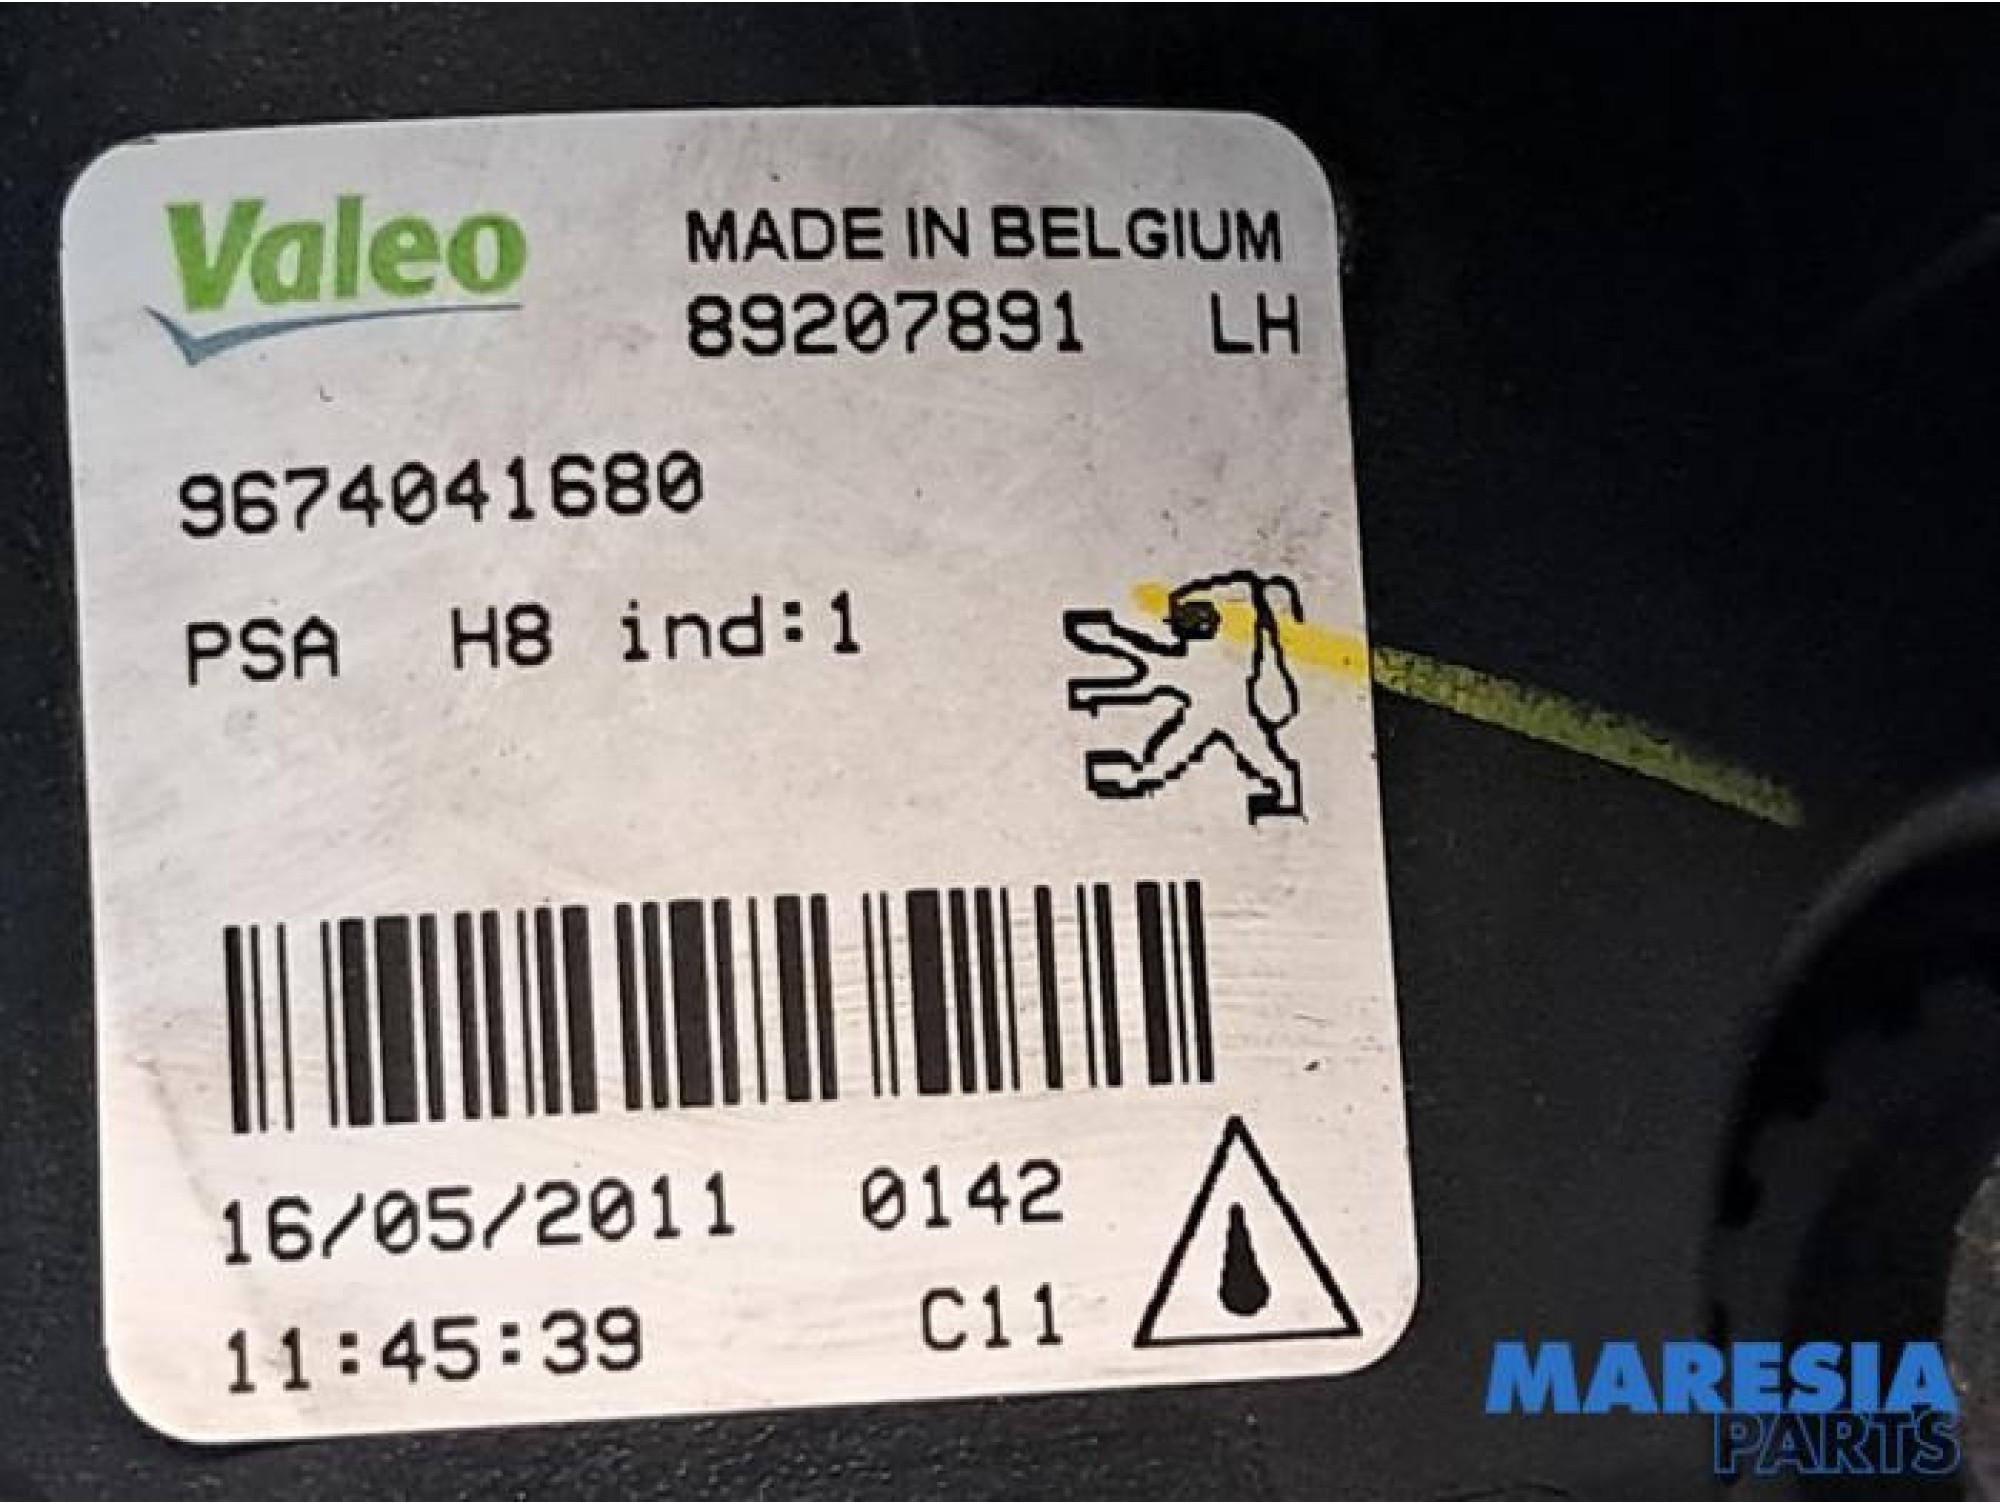 Valeo
MADE IN BELGIUM
89207891 LH
9674041680
PSA H8 ind:1
16/05/2011 0142
11:45:39 C11
MARESIA
PARTS